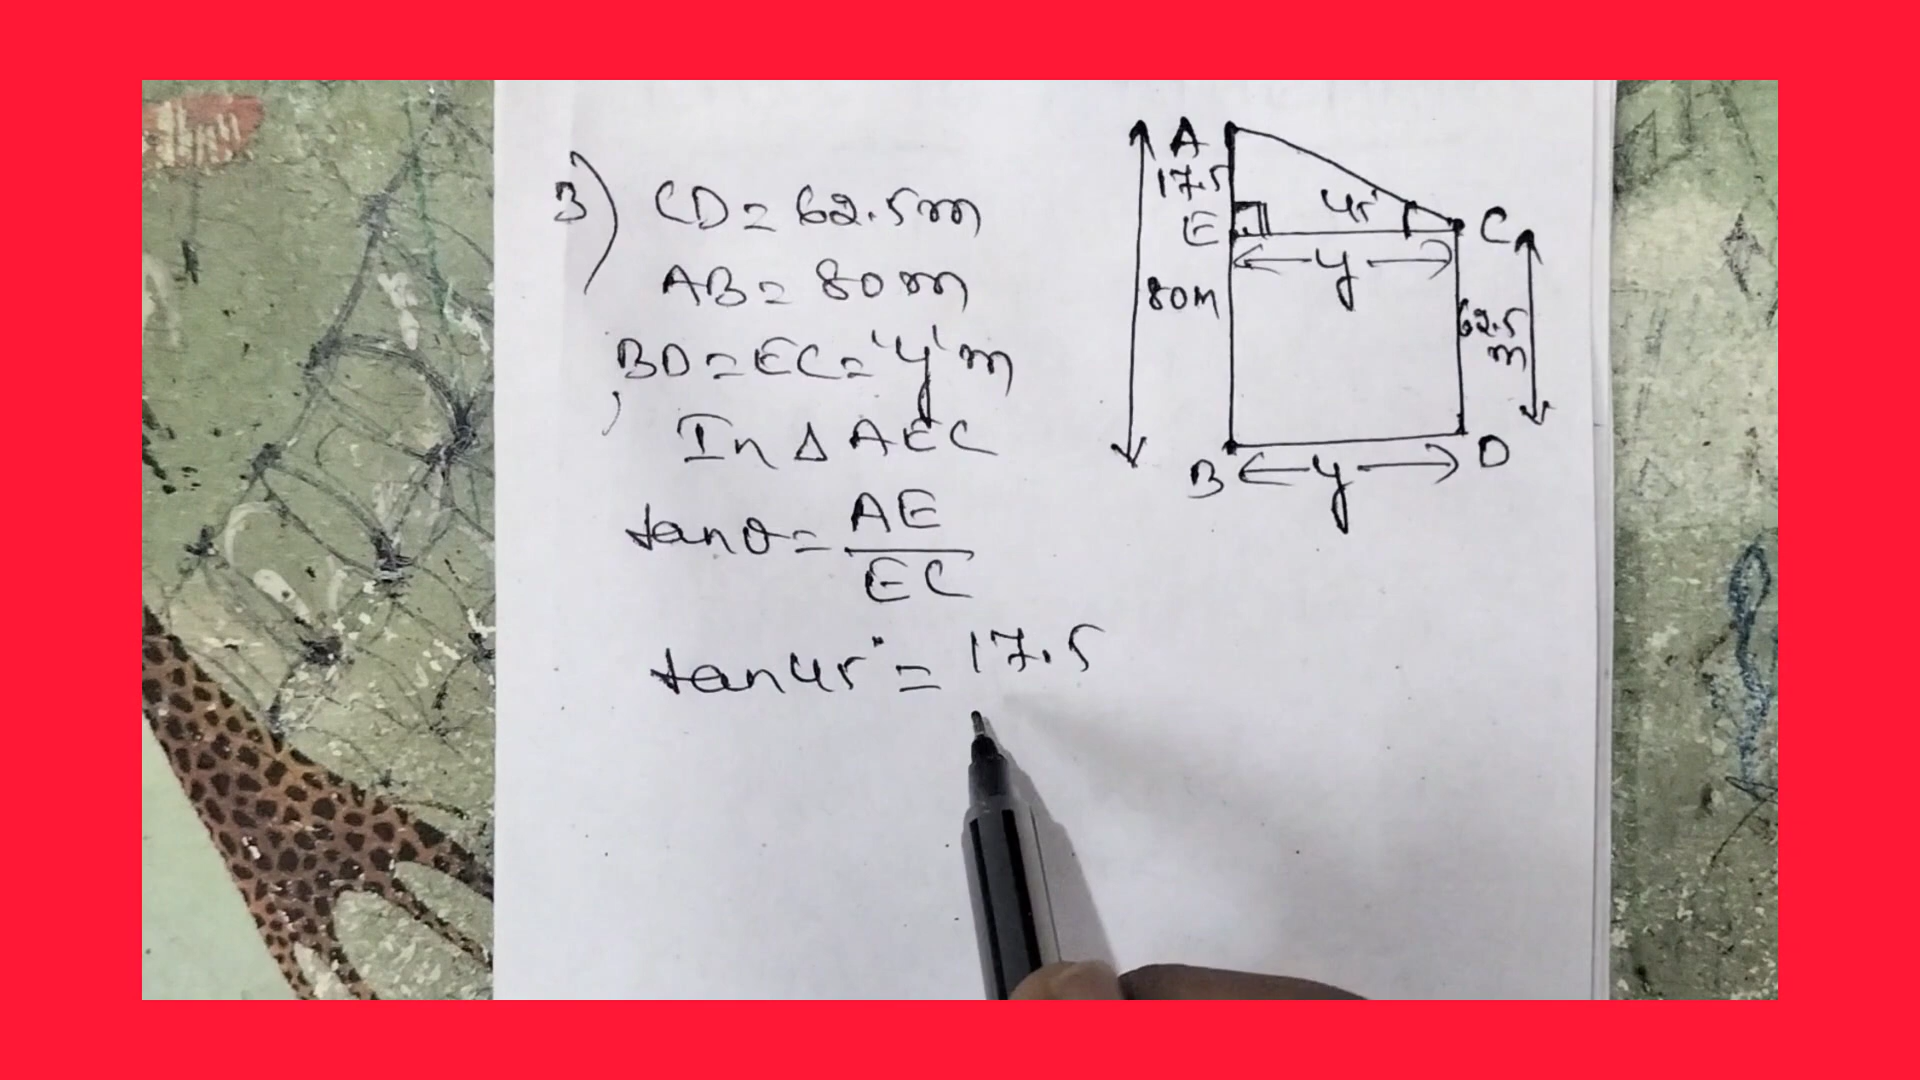 3) CD = 62.5m
AB = 80m
BD = EC = 'y' m
In Δ AEC
tanθ = AE
EC
tan45° = 17.5
A
17.5
E
45°
C
y
80m
62.5
m
B
y
D